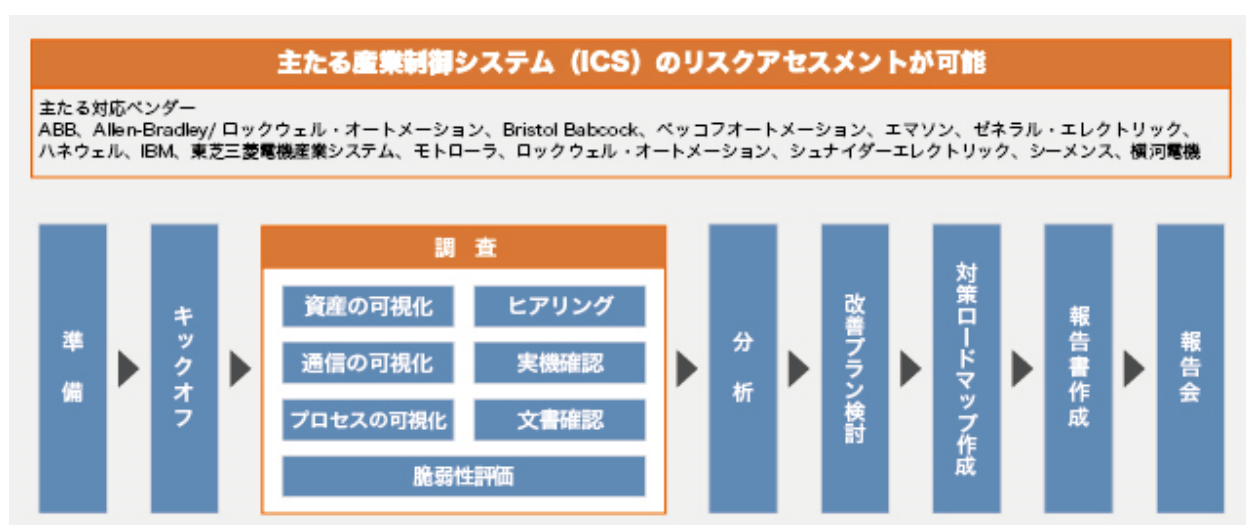 主たる産業制御システム（ICS）のリスクアセスメントが可能
主たる対応ベンダー
ABB、Allen-Bradley/ ロックウェル・オートメーション、Bristol Babcock、ベッコフオートメーション、エマソン、ゼネラル・エレクトリック、
ハネウェル、IBM、東芝三菱電機産業システム、モトローラ、ロックウェル・オートメーション、シュナイダーエレクトリック、シーメンス、横河電機
準備
キックオフ
調 査
資産の可視化
ヒアリング
通信の可視化
実機確認
プロセスの可視化
文書確認
脆弱性評価
分析
改善プラン検討
対策ロードマップ作成
報告書作成
報告会